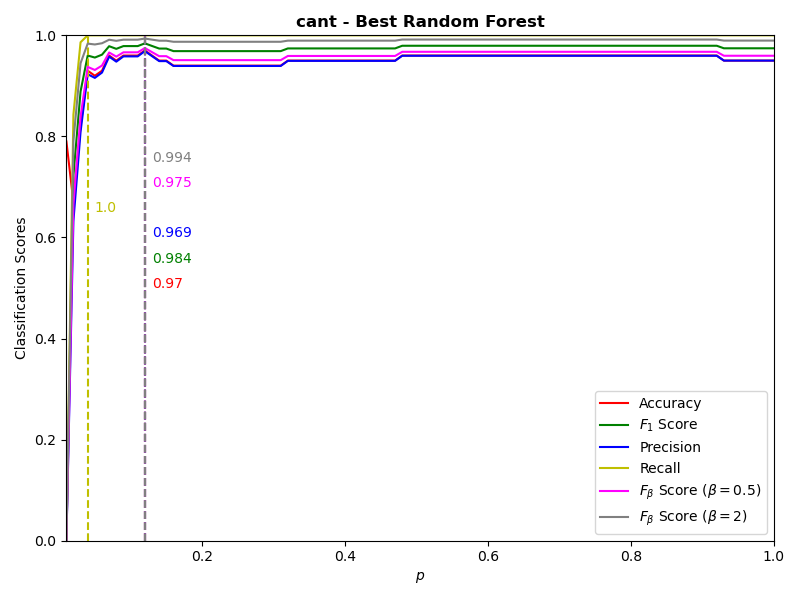 cant - Best Random Forest
Classification Scores
1.0
0.8
0.6
0.4
0.2
0.0
0.994
0.975
1.0
0.969
0.984
0.97
Accuracy
F₁ Score
Precision
Recall
Fᵦ Score (β = 0.5)
Fᵦ Score (β = 2)
0.2 0.4 0.6 0.8 1.0
p